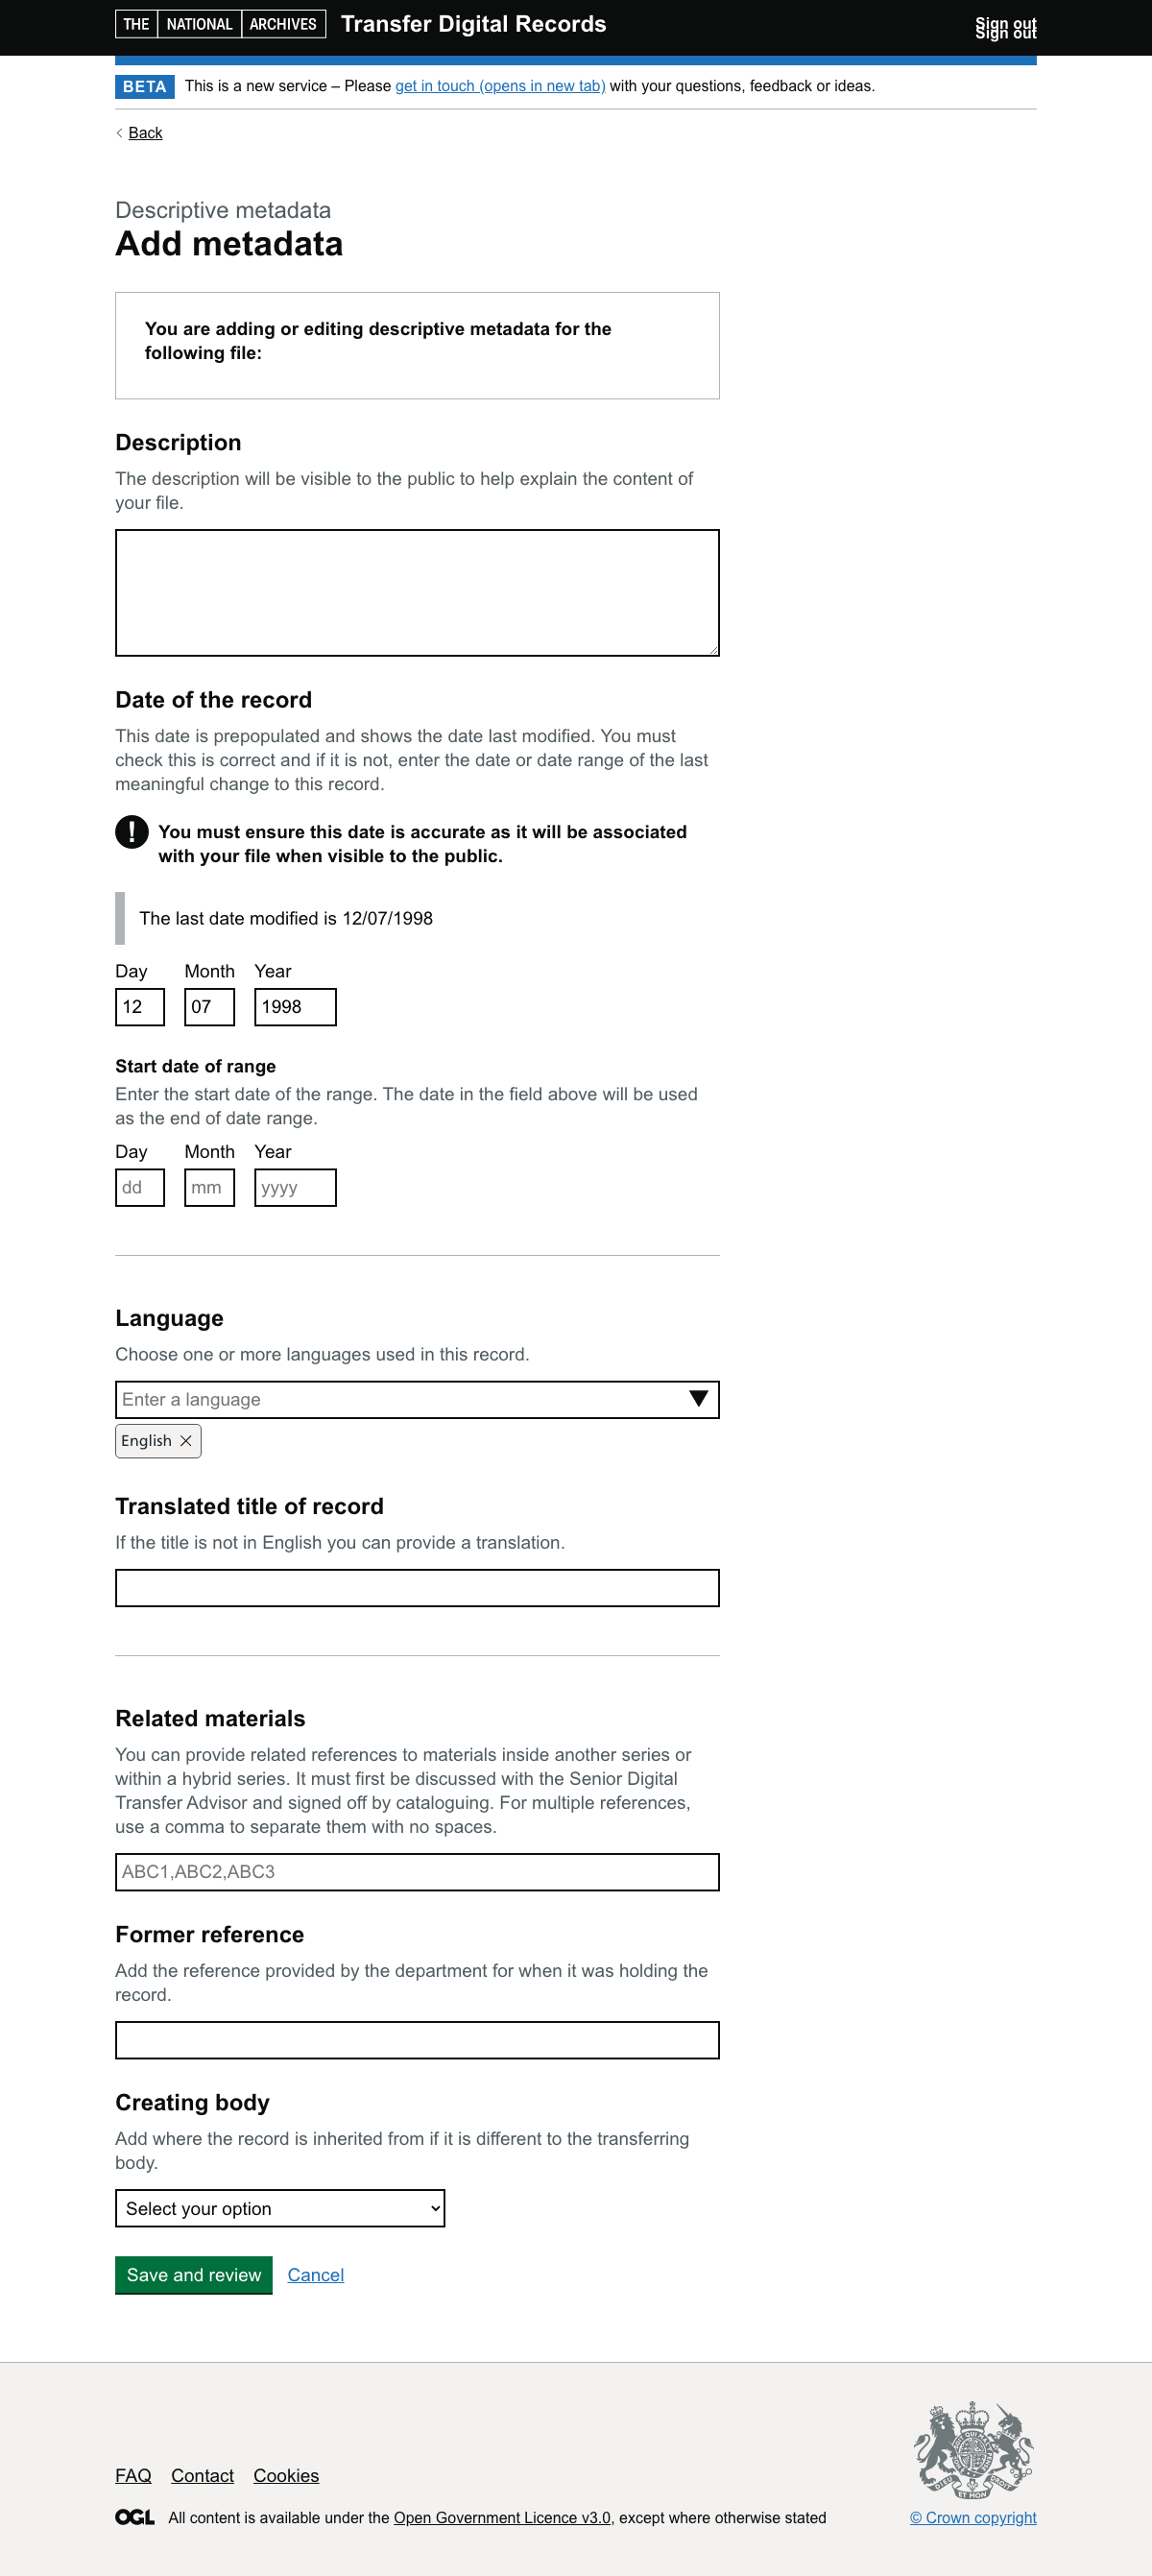 THE NATIONAL ARCHIVES Transfer Digital Records
Sign out
Sign out
BETA This is a new service – Please get in touch (opens in new tab) with your questions, feedback or ideas.
Back
Descriptive metadata
Add metadata
You are adding or editing descriptive metadata for the
following file:
Description
The description will be visible to the public to help explain the content of
your file.
Date of the record
This date is prepopulated and shows the date last modified. You must
check this is correct and if it is not, enter the date or date range of the last
meaningful change to this record.
! You must ensure this date is accurate as it will be associated
with your file when visible to the public.
The last date modified is 12/07/1998
Day Month Year
12 07 1998
Start date of range
Enter the start date of the range. The date in the field above will be used
as the end of date range.
Day Month Year
dd mm yyyy
Language
Choose one or more languages used in this record.
Enter a language
English
Translated title of record
If the title is not in English you can provide a translation.
Related materials
You can provide related references to materials inside another series or
within a hybrid series. It must first be discussed with the Senior Digital
Transfer Advisor and signed off by cataloguing. For multiple references,
use a comma to separate them with no spaces.
ABC1,ABC2,ABC3
Former reference
Add the reference provided by the department for when it was holding the
record.
Creating body
Add where the record is inherited from if it is different to the transferring
body.
Select your option
Save and review Cancel
FAQ Contact Cookies
OGL All content is available under the Open Government Licence v3.0, except where otherwise stated
DIEU ET MON DROIT
© Crown copyright